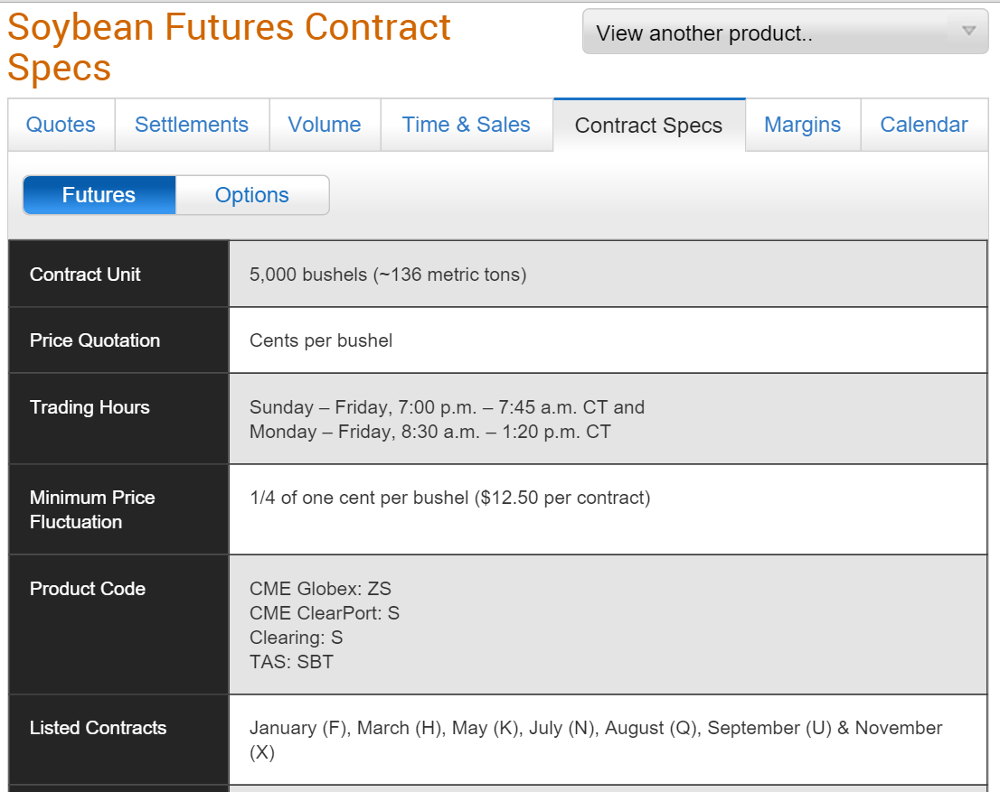 Soybean Futures Contract
Specs
View another product..
Quotes
Settlements
Volume
Time & Sales
Contract Specs
Margins
Calendar
Futures
Options
Contract Unit
5,000 bushels (~136 metric tons)
Price Quotation
Cents per bushel
Trading Hours
Sunday – Friday, 7:00 p.m. – 7:45 a.m. CT and
Monday – Friday, 8:30 a.m. – 1:20 p.m. CT
Minimum Price
Fluctuation
1/4 of one cent per bushel ($12.50 per contract)
Product Code
CME Globex: ZS
CME ClearPort: S
Clearing: S
TAS: SBT
Listed Contracts
January (F), March (H), May (K), July (N), August (Q), September (U) & November
(X)